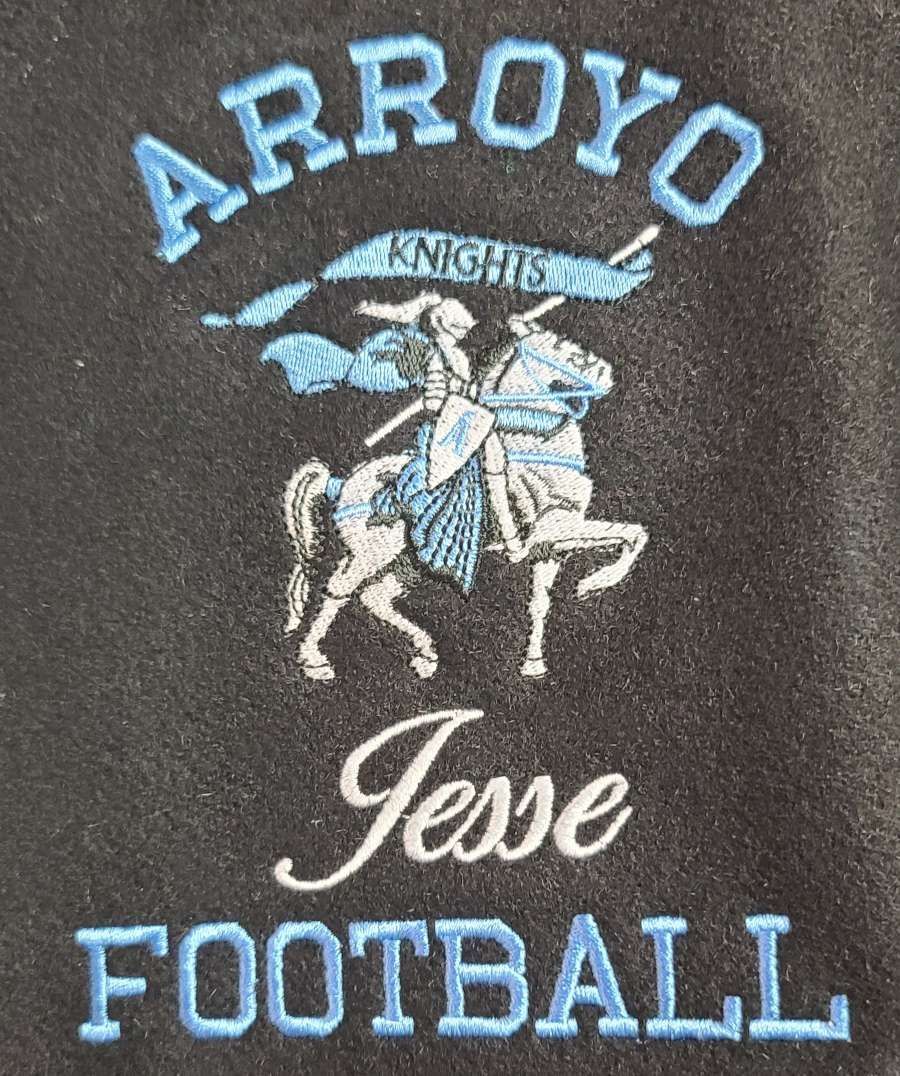 ARROYO
KNIGHTS
A
Jesse
FOOTBALL